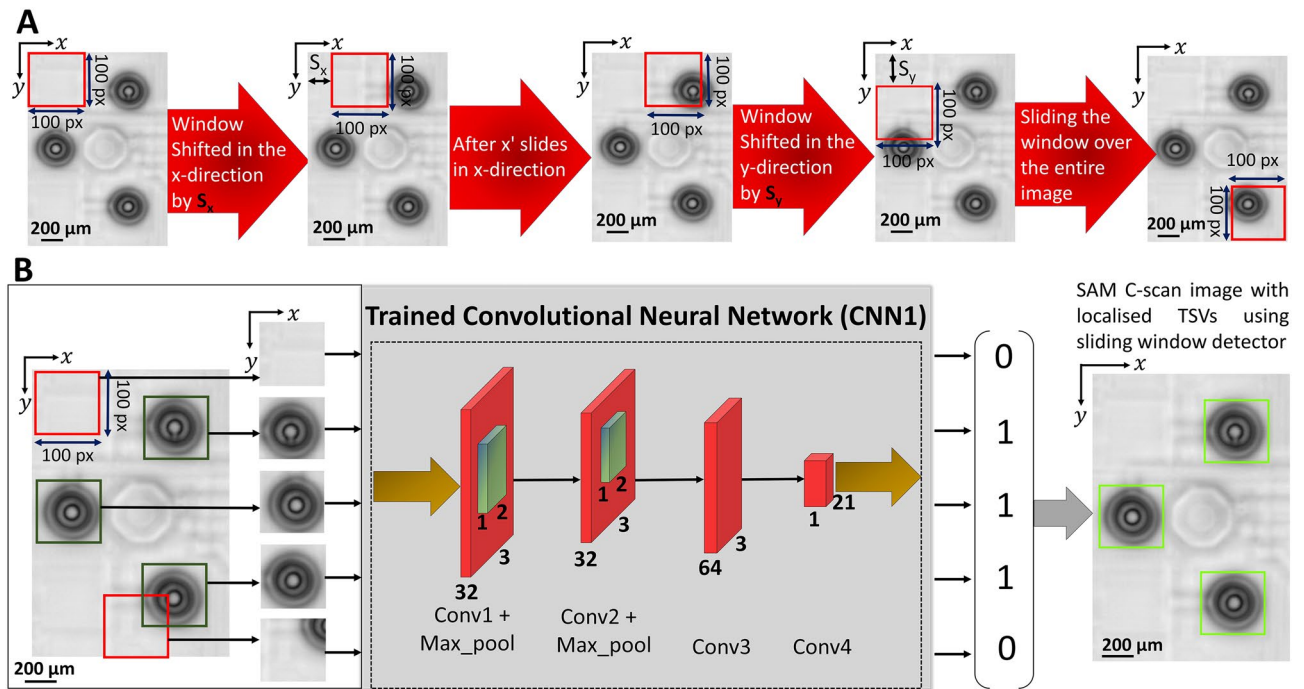 A
x
y
100 px
100 px
200 µm
Window
Shifted in the
x-direction
by Sx
x
Sx
y
100 px
100 px
200 µm
After x' slides
in x-direction
x
y
100 px
100 px
200 µm
Window
Shifted in the
y-direction
by Sy
x
y
Sy
100 px
100 px
200 µm
Sliding the
window over
the entire
image
x
y
100 px
100 px
200 µm
B
x
y
100 px
100 px
200 µm
x
y
Trained Convolutional Neural Network (CNN1)
1
2
3
32
Conv1 +
Max_pool
1
2
3
32
Conv2 +
Max_pool
3
64
Conv3
21
1
Conv4
0
1
1
1
0
SAM C-scan image with
localised TSVs using
sliding window detector
x
y
200 µm